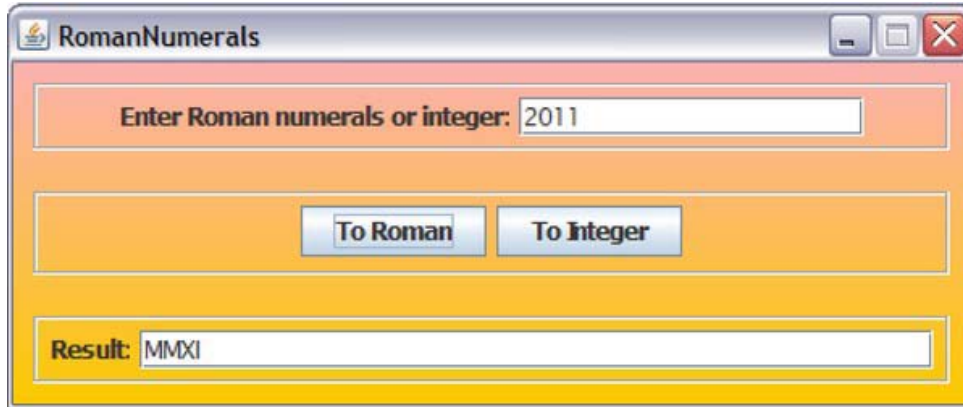 RomanNumerals
Enter Roman numerals or integer: 2011
To Roman To Integer
Result: MMXI